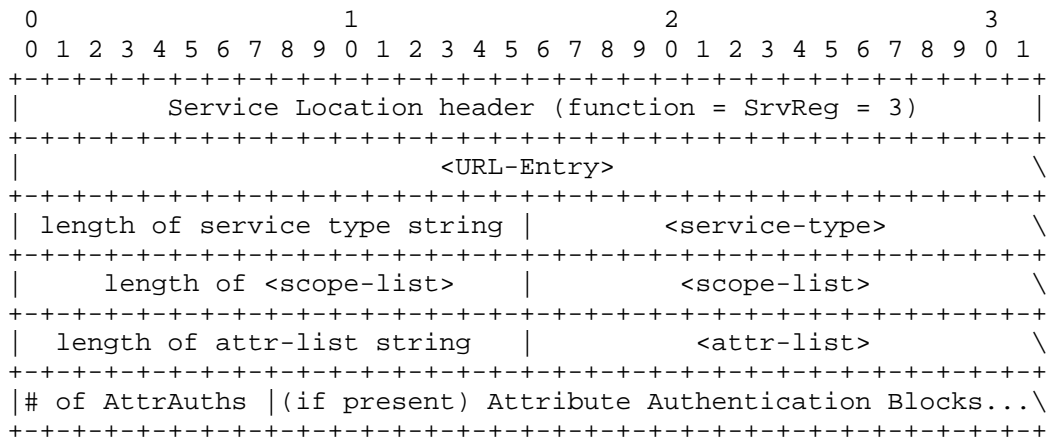 0                   1                   2                   3
 0 1 2 3 4 5 6 7 8 9 0 1 2 3 4 5 6 7 8 9 0 1 2 3 4 5 6 7 8 9 0 1
+-+-+-+-+-+-+-+-+-+-+-+-+-+-+-+-+-+-+-+-+-+-+-+-+-+-+-+-+-+-+-+-+
|         Service Location header (function = SrvReg = 3)       |
+-+-+-+-+-+-+-+-+-+-+-+-+-+-+-+-+-+-+-+-+-+-+-+-+-+-+-+-+-+-+-+-+
|                          <URL-Entry>                          \
+-+-+-+-+-+-+-+-+-+-+-+-+-+-+-+-+-+-+-+-+-+-+-+-+-+-+-+-+-+-+-+-+
| length of service type string |        <service-type>         \
+-+-+-+-+-+-+-+-+-+-+-+-+-+-+-+-+-+-+-+-+-+-+-+-+-+-+-+-+-+-+-+-+
|     length of <scope-list>    |         <scope-list>          \
+-+-+-+-+-+-+-+-+-+-+-+-+-+-+-+-+-+-+-+-+-+-+-+-+-+-+-+-+-+-+-+-+
|  length of attr-list string   |          <attr-list>          \
+-+-+-+-+-+-+-+-+-+-+-+-+-+-+-+-+-+-+-+-+-+-+-+-+-+-+-+-+-+-+-+-+
|# of AttrAuths |(if present) Attribute Authentication Blocks...\
+-+-+-+-+-+-+-+-+-+-+-+-+-+-+-+-+-+-+-+-+-+-+-+-+-+-+-+-+-+-+-+-+